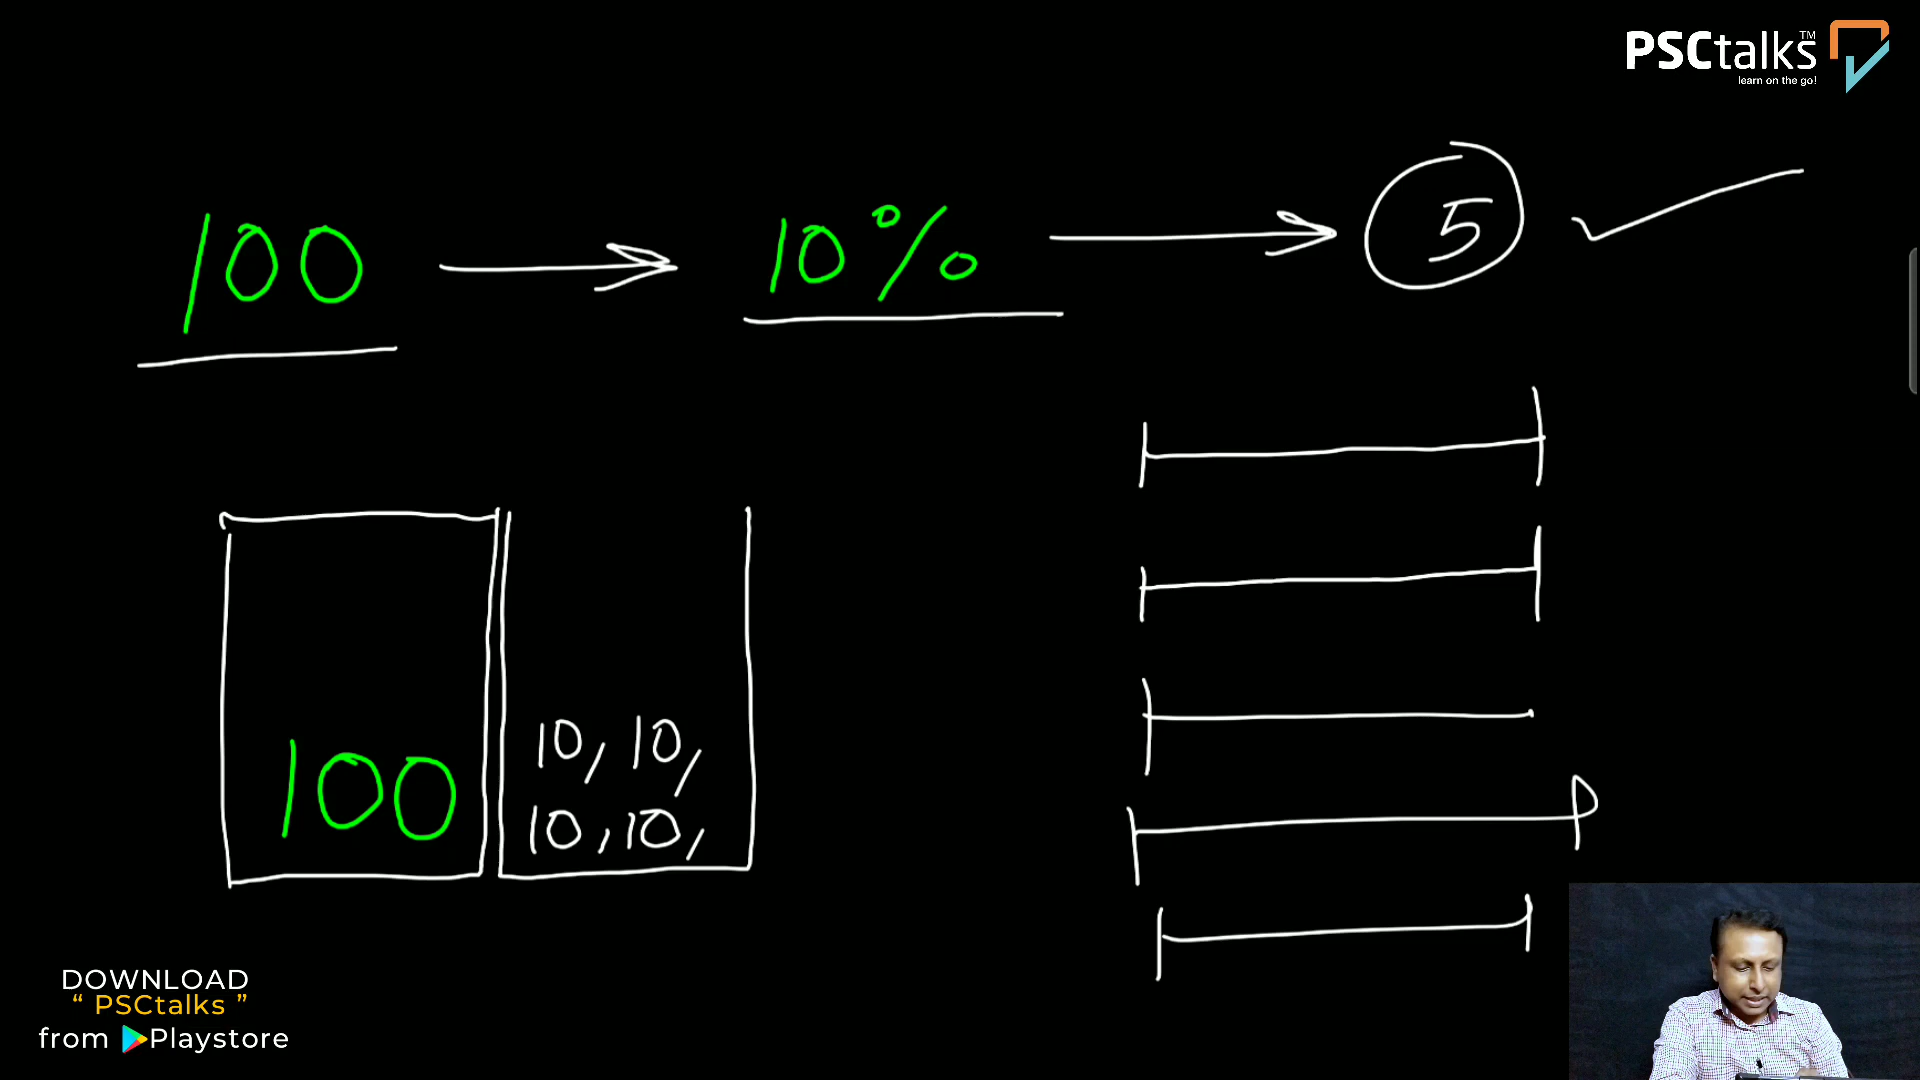 PSCtalks™
learn on the go!
100 → 10% → 5 ✓
100
10, 10,
10, 10,
DOWNLOAD
“ PSCtalks ”
from Playstore